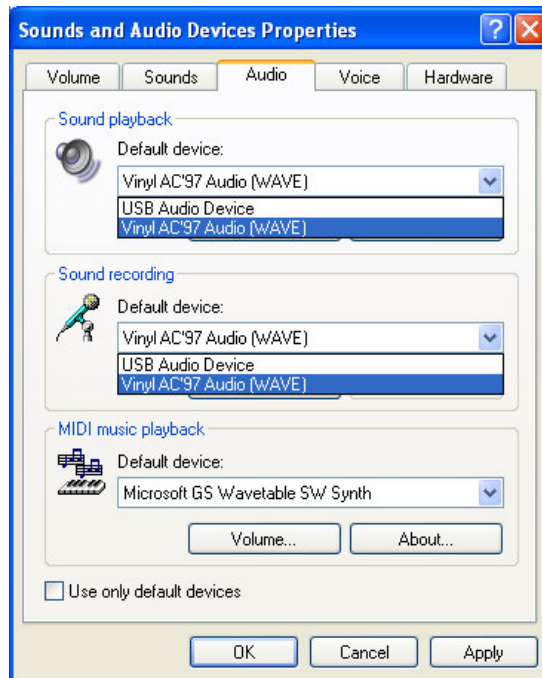 Sounds and Audio Devices Properties
Volume
Sounds
Audio
Voice
Hardware
Sound playback
Default device:
Vinyl AC'97 Audio (WAVE)
USB Audio Device
Vinyl AC'97 Audio (WAVE)
Sound recording
Default device:
Vinyl AC'97 Audio (WAVE)
USB Audio Device
Vinyl AC'97 Audio (WAVE)
MIDI music playback
Default device:
Microsoft GS Wavetable SW Synth
Volume...
About...
Use only default devices
OK
Cancel
Apply